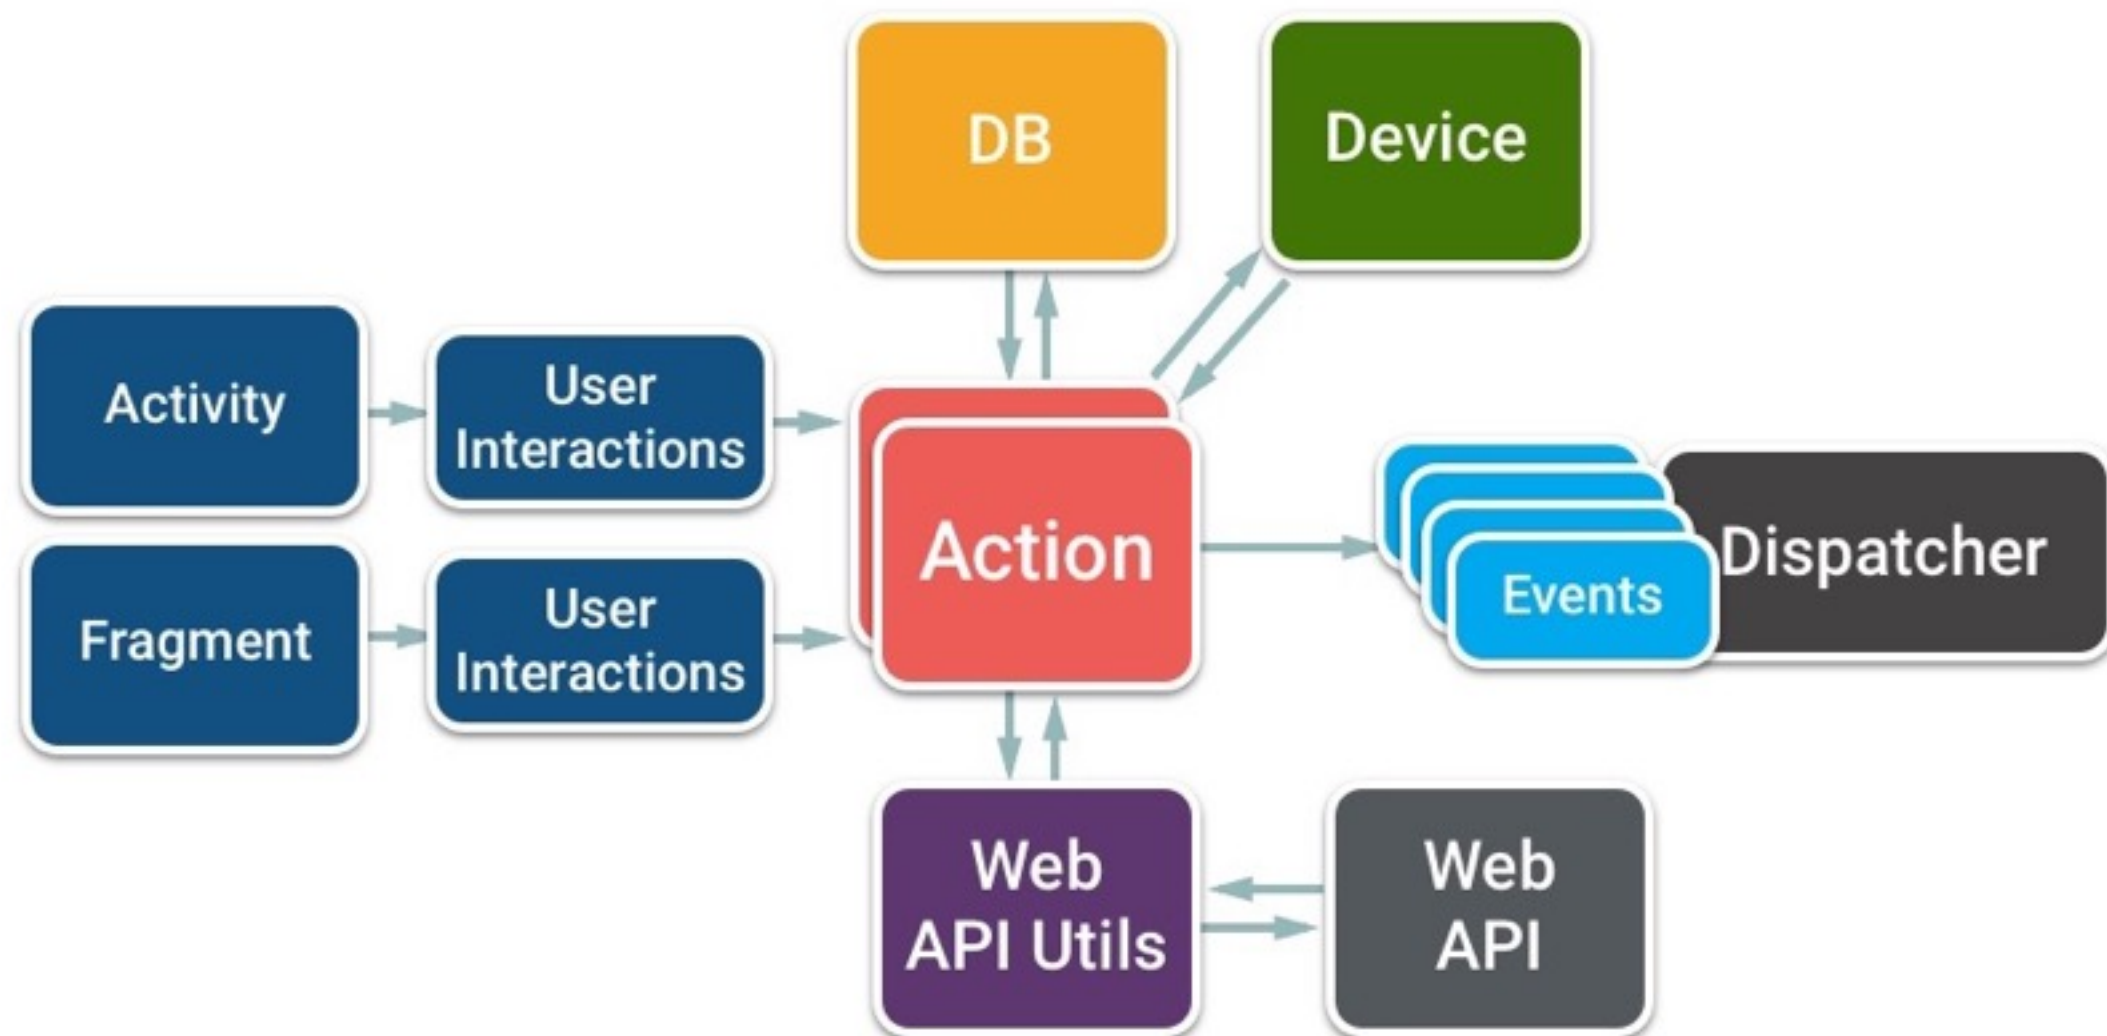 DB
Device
Activity
User
Interactions
Action
Events
Dispatcher
Fragment
User
Interactions
Web
API Utils
Web
API